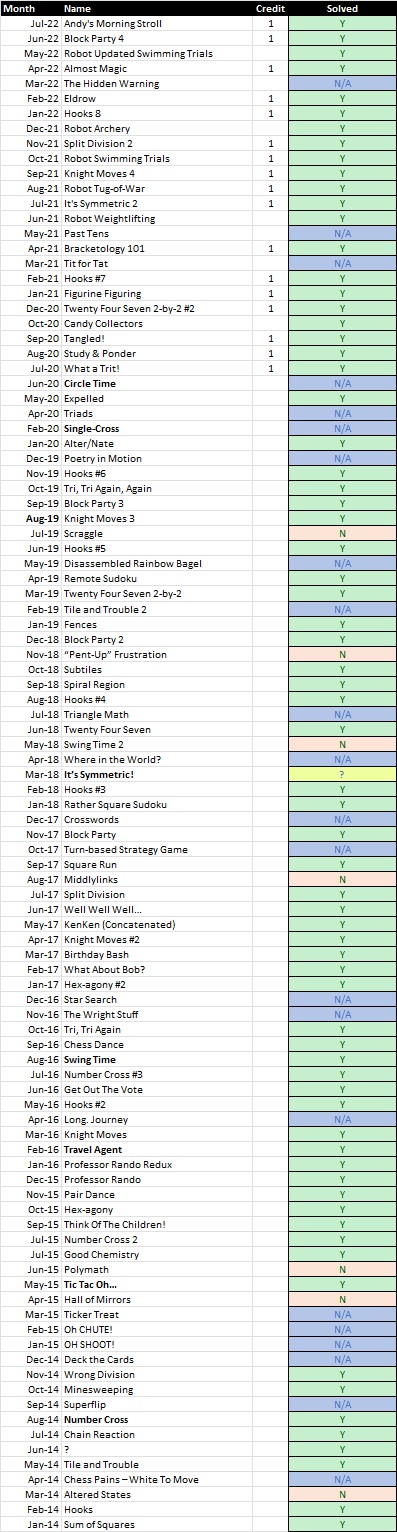 Month Name Credit Solved
Jul-22 Andy's Morning Stroll 1 Y
Jun-22 Block Party 4 1 Y
May-22 Robot Updated Swimming Trials Y
Apr-22 Almost Magic 1 Y
Mar-22 The Hidden Warning N/A
Feb-22 Eldrow 1 Y
Jan-22 Hooks 8 1 Y
Dec-21 Robot Archery Y
Nov-21 Split Division 2 1 Y
Oct-21 Robot Swimming Trials 1 Y
Sep-21 Knight Moves 4 1 Y
Aug-21 Robot Tug-of-War 1 Y
Jul-21 It's Symmetric 2 1 Y
Jun-21 Robot Weightlifting Y
May-21 Past Tens N/A
Apr-21 Bracketology 101 1 Y
Mar-21 Tit for Tat N/A
Feb-21 Hooks #7 1 Y
Jan-21 Figurine Figuring 1 Y
Dec-20 Twenty Four Seven 2-by-2 #2 1 Y
Oct-20 Candy Collectors Y
Sep-20 Tangled! 1 Y
Aug-20 Study & Ponder 1 Y
Jul-20 What a Trit! 1 Y
Jun-20 Circle Time N/A
May-20 Expelled Y
Apr-20 Triads N/A
Feb-20 Single-Cross N/A
Jan-20 Alter/Nate Y
Dec-19 Poetry in Motion N/A
Nov-19 Hooks #6 Y
Oct-19 Tri, Tri Again, Again Y
Sep-19 Block Party 3 Y
Aug-19 Knight Moves 3 Y
Jul-19 Scraggle N
Jun-19 Hooks #5 Y
May-19 Disassembled Rainbow Bagel N/A
Apr-19 Remote Sudoku Y
Mar-19 Twenty Four Seven 2-by-2 Y
Feb-19 Tile and Trouble 2 N/A
Jan-19 Fences Y
Dec-18 Block Party 2 Y
Nov-18 “Pent-Up” Frustration N
Oct-18 Subtiles Y
Sep-18 Spiral Region Y
Aug-18 Hooks #4 Y
Jul-18 Triangle Math N/A
Jun-18 Twenty Four Seven Y
May-18 Swing Time 2 N
Apr-18 Where in the World? N/A
Mar-18 It’s Symmetric! ?
Feb-18 Hooks #3 Y
Jan-18 Rather Square Sudoku Y
Dec-17 Crosswords N/A
Nov-17 Block Party Y
Oct-17 Turn-based Strategy Game N/A
Sep-17 Square Run Y
Aug-17 Middlylinks N
Jul-17 Split Division Y
Jun-17 Well Well Well... Y
May-17 KenKen (Concatenated) Y
Apr-17 Knight Moves #2 Y
Mar-17 Birthday Bash Y
Feb-17 What About Bob? Y
Jan-17 Hex-agony #2 Y
Dec-16 Star Search N/A
Nov-16 The Wright Stuff N/A
Oct-16 Tri, Tri Again Y
Sep-16 Chess Dance Y
Aug-16 Swing Time Y
Jul-16 Number Cross #3 Y
Jun-16 Get Out The Vote Y
May-16 Hooks #2 Y
Apr-16 Long. Journey N/A
Mar-16 Knight Moves Y
Feb-16 Travel Agent Y
Jan-16 Professor Rando Redux Y
Dec-15 Professor Rando Y
Nov-15 Pair Dance Y
Oct-15 Hex-agony Y
Sep-15 Think Of The Children! Y
Jul-15 Number Cross 2 Y
Jul-15 Good Chemistry Y
Jun-15 Polymath N
May-15 Tic Tac Oh... Y
Apr-15 Hall of Mirrors N
Mar-15 Ticker Treat N/A
Feb-15 Oh CHUTE! N/A
Jan-15 OH SHOOT! N/A
Dec-14 Deck the Cards N/A
Nov-14 Wrong Division Y
Oct-14 Minesweeping Y
Sep-14 Superflip N/A
Aug-14 Number Cross Y
Jul-14 Chain Reaction Y
Jun-14 ? Y
May-14 Tile and Trouble Y
Apr-14 Chess Pains – White To Move N/A
Mar-14 Altered States N
Feb-14 Hooks Y
Jan-14 Sum of Squares Y